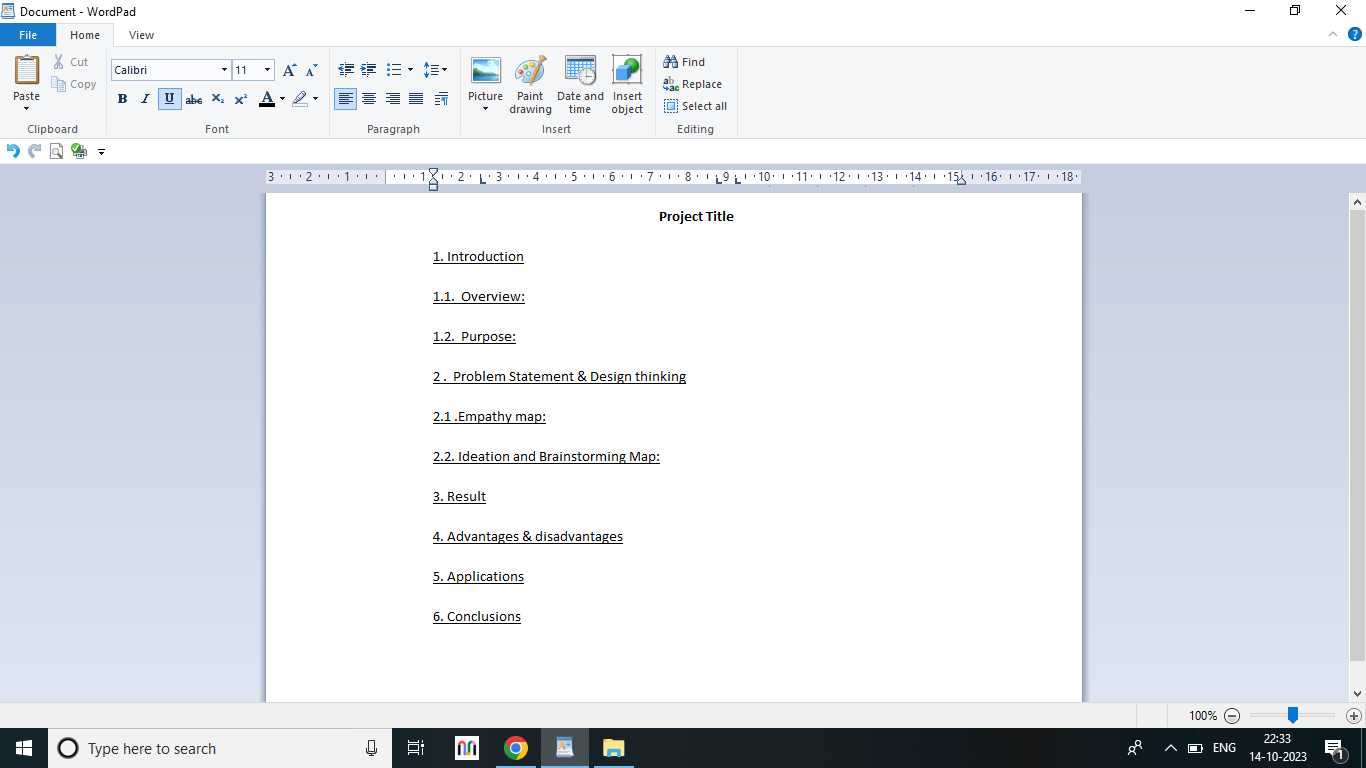 Document - WordPad
File Home View
Paste
Cut
Copy
Clipboard
Calibri 11
B I U abc X₂ X² A
Font
Paragraph
Picture
Paint drawing
Date and time
Insert object
Insert
Find
Replace
Select all
Editing
3 2 1 1 2 3 4 5 6 7 8 9 10 11 12 13 14 15 16 17 18
Project Title
1. Introduction
1.1.  Overview:
1.2.  Purpose:
2 .  Problem Statement & Design thinking
2.1 .Empathy map:
2.2. Ideation and Brainstorming Map:
3. Result
4. Advantages & disadvantages
5. Applications
6. Conclusions
100%
Type here to search
ENG
22:33
14-10-2023
1